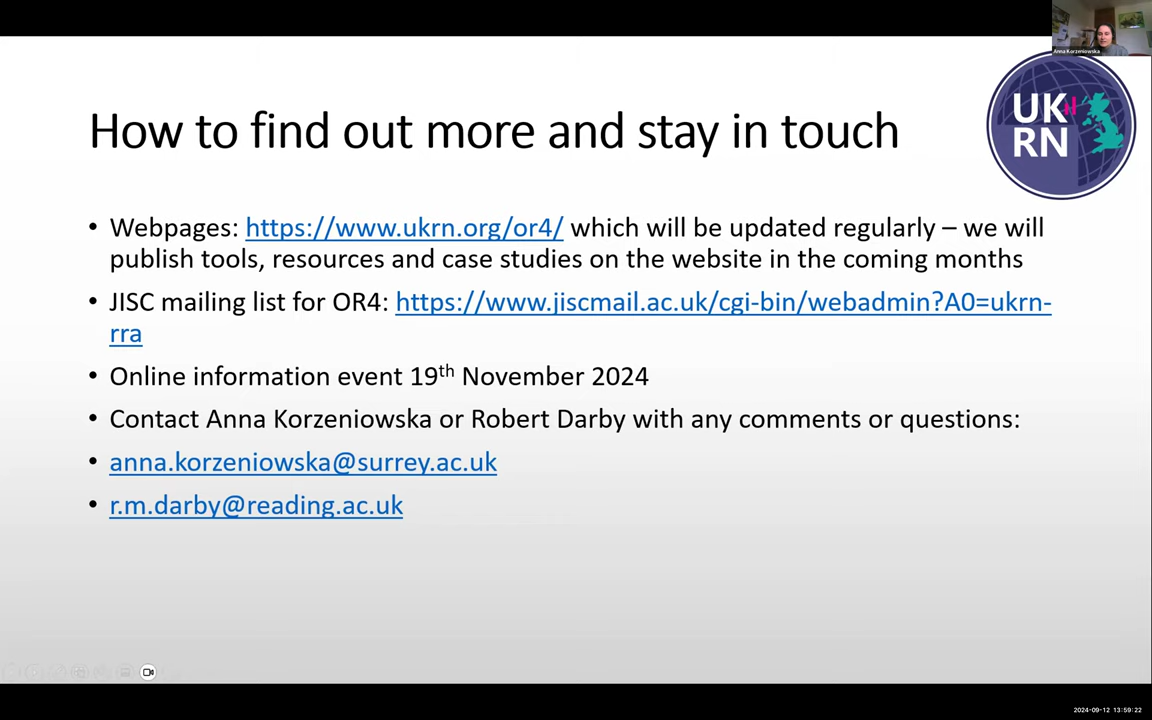 Anna Korzeniowska
UK
RN
How to find out more and stay in touch
• Webpages: https://www.ukrn.org/or4/ which will be updated regularly – we will
publish tools, resources and case studies on the website in the coming months
• JISC mailing list for OR4: https://www.jiscmail.ac.uk/cgi-bin/webadmin?A0=ukrn-
rra
• Online information event 19th November 2024
• Contact Anna Korzeniowska or Robert Darby with any comments or questions:
• anna.korzeniowska@surrey.ac.uk
• r.m.darby@reading.ac.uk
2024-09-12 13:59:22